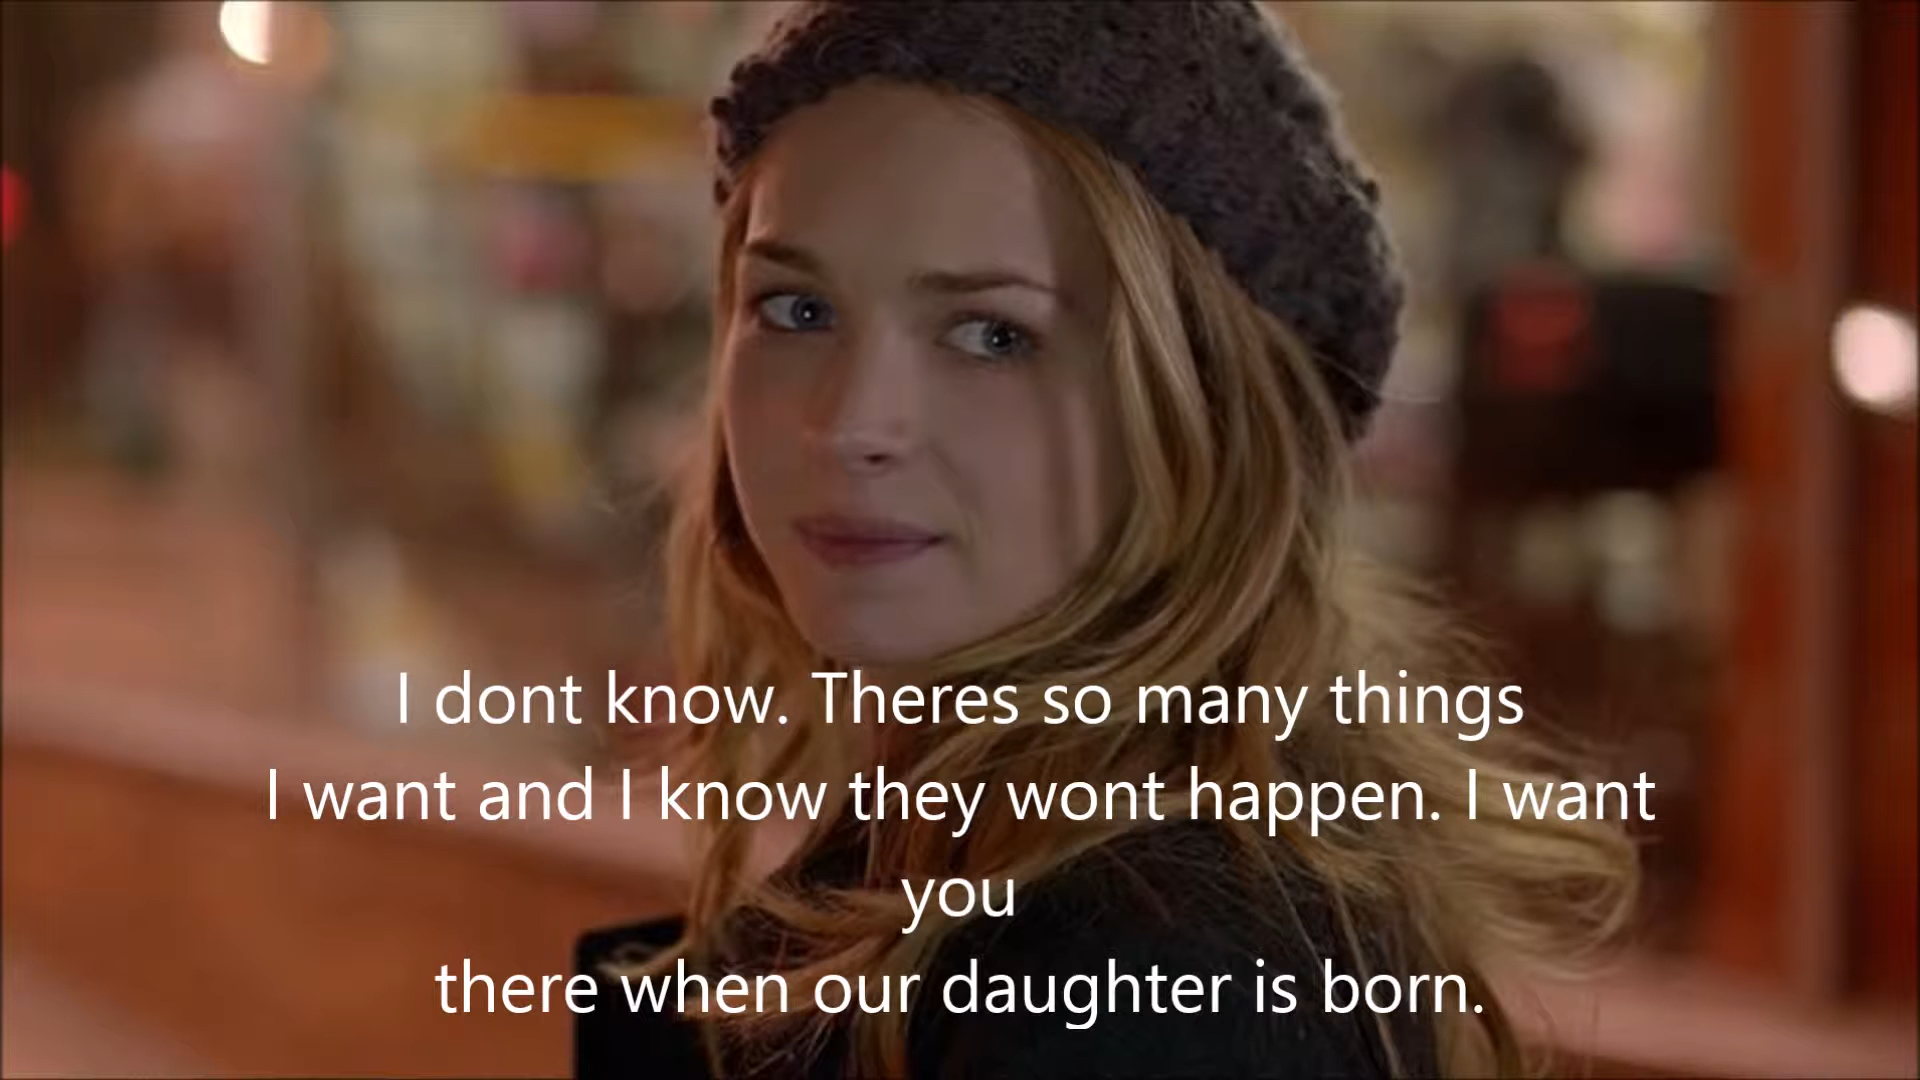 I dont know. Theres so many things
I want and I know they wont happen. I want
you
there when our daughter is born.